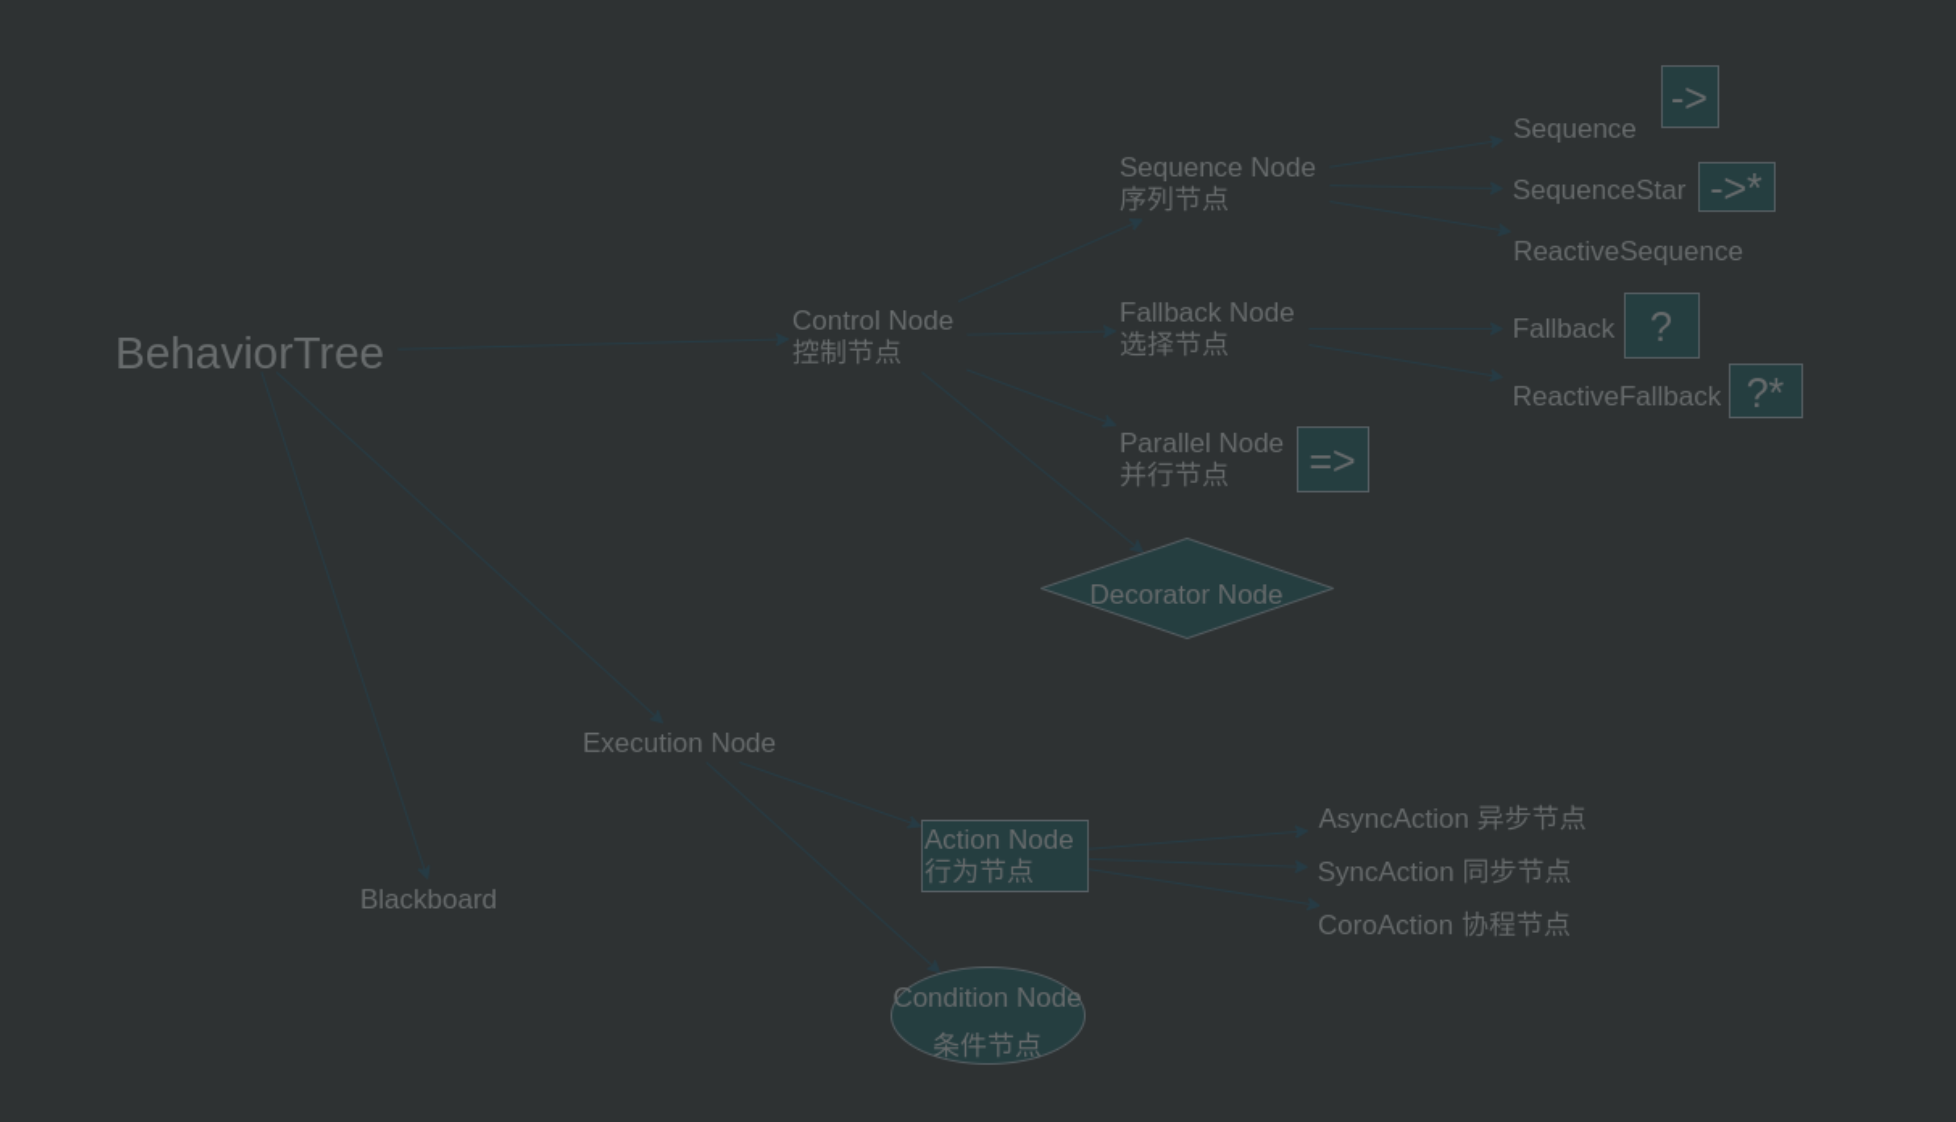 BehaviorTree
Control Node
控制节点
Sequence Node
序列节点
Sequence
->
SequenceStar
->*
ReactiveSequence
Fallback Node
选择节点
Fallback
?
ReactiveFallback
?*
Parallel Node
并行节点
=>
Decorator Node
Execution Node
Action Node
行为节点
AsyncAction 异步节点
SyncAction 同步节点
CoroAction 协程节点
Condition Node
条件节点
Blackboard